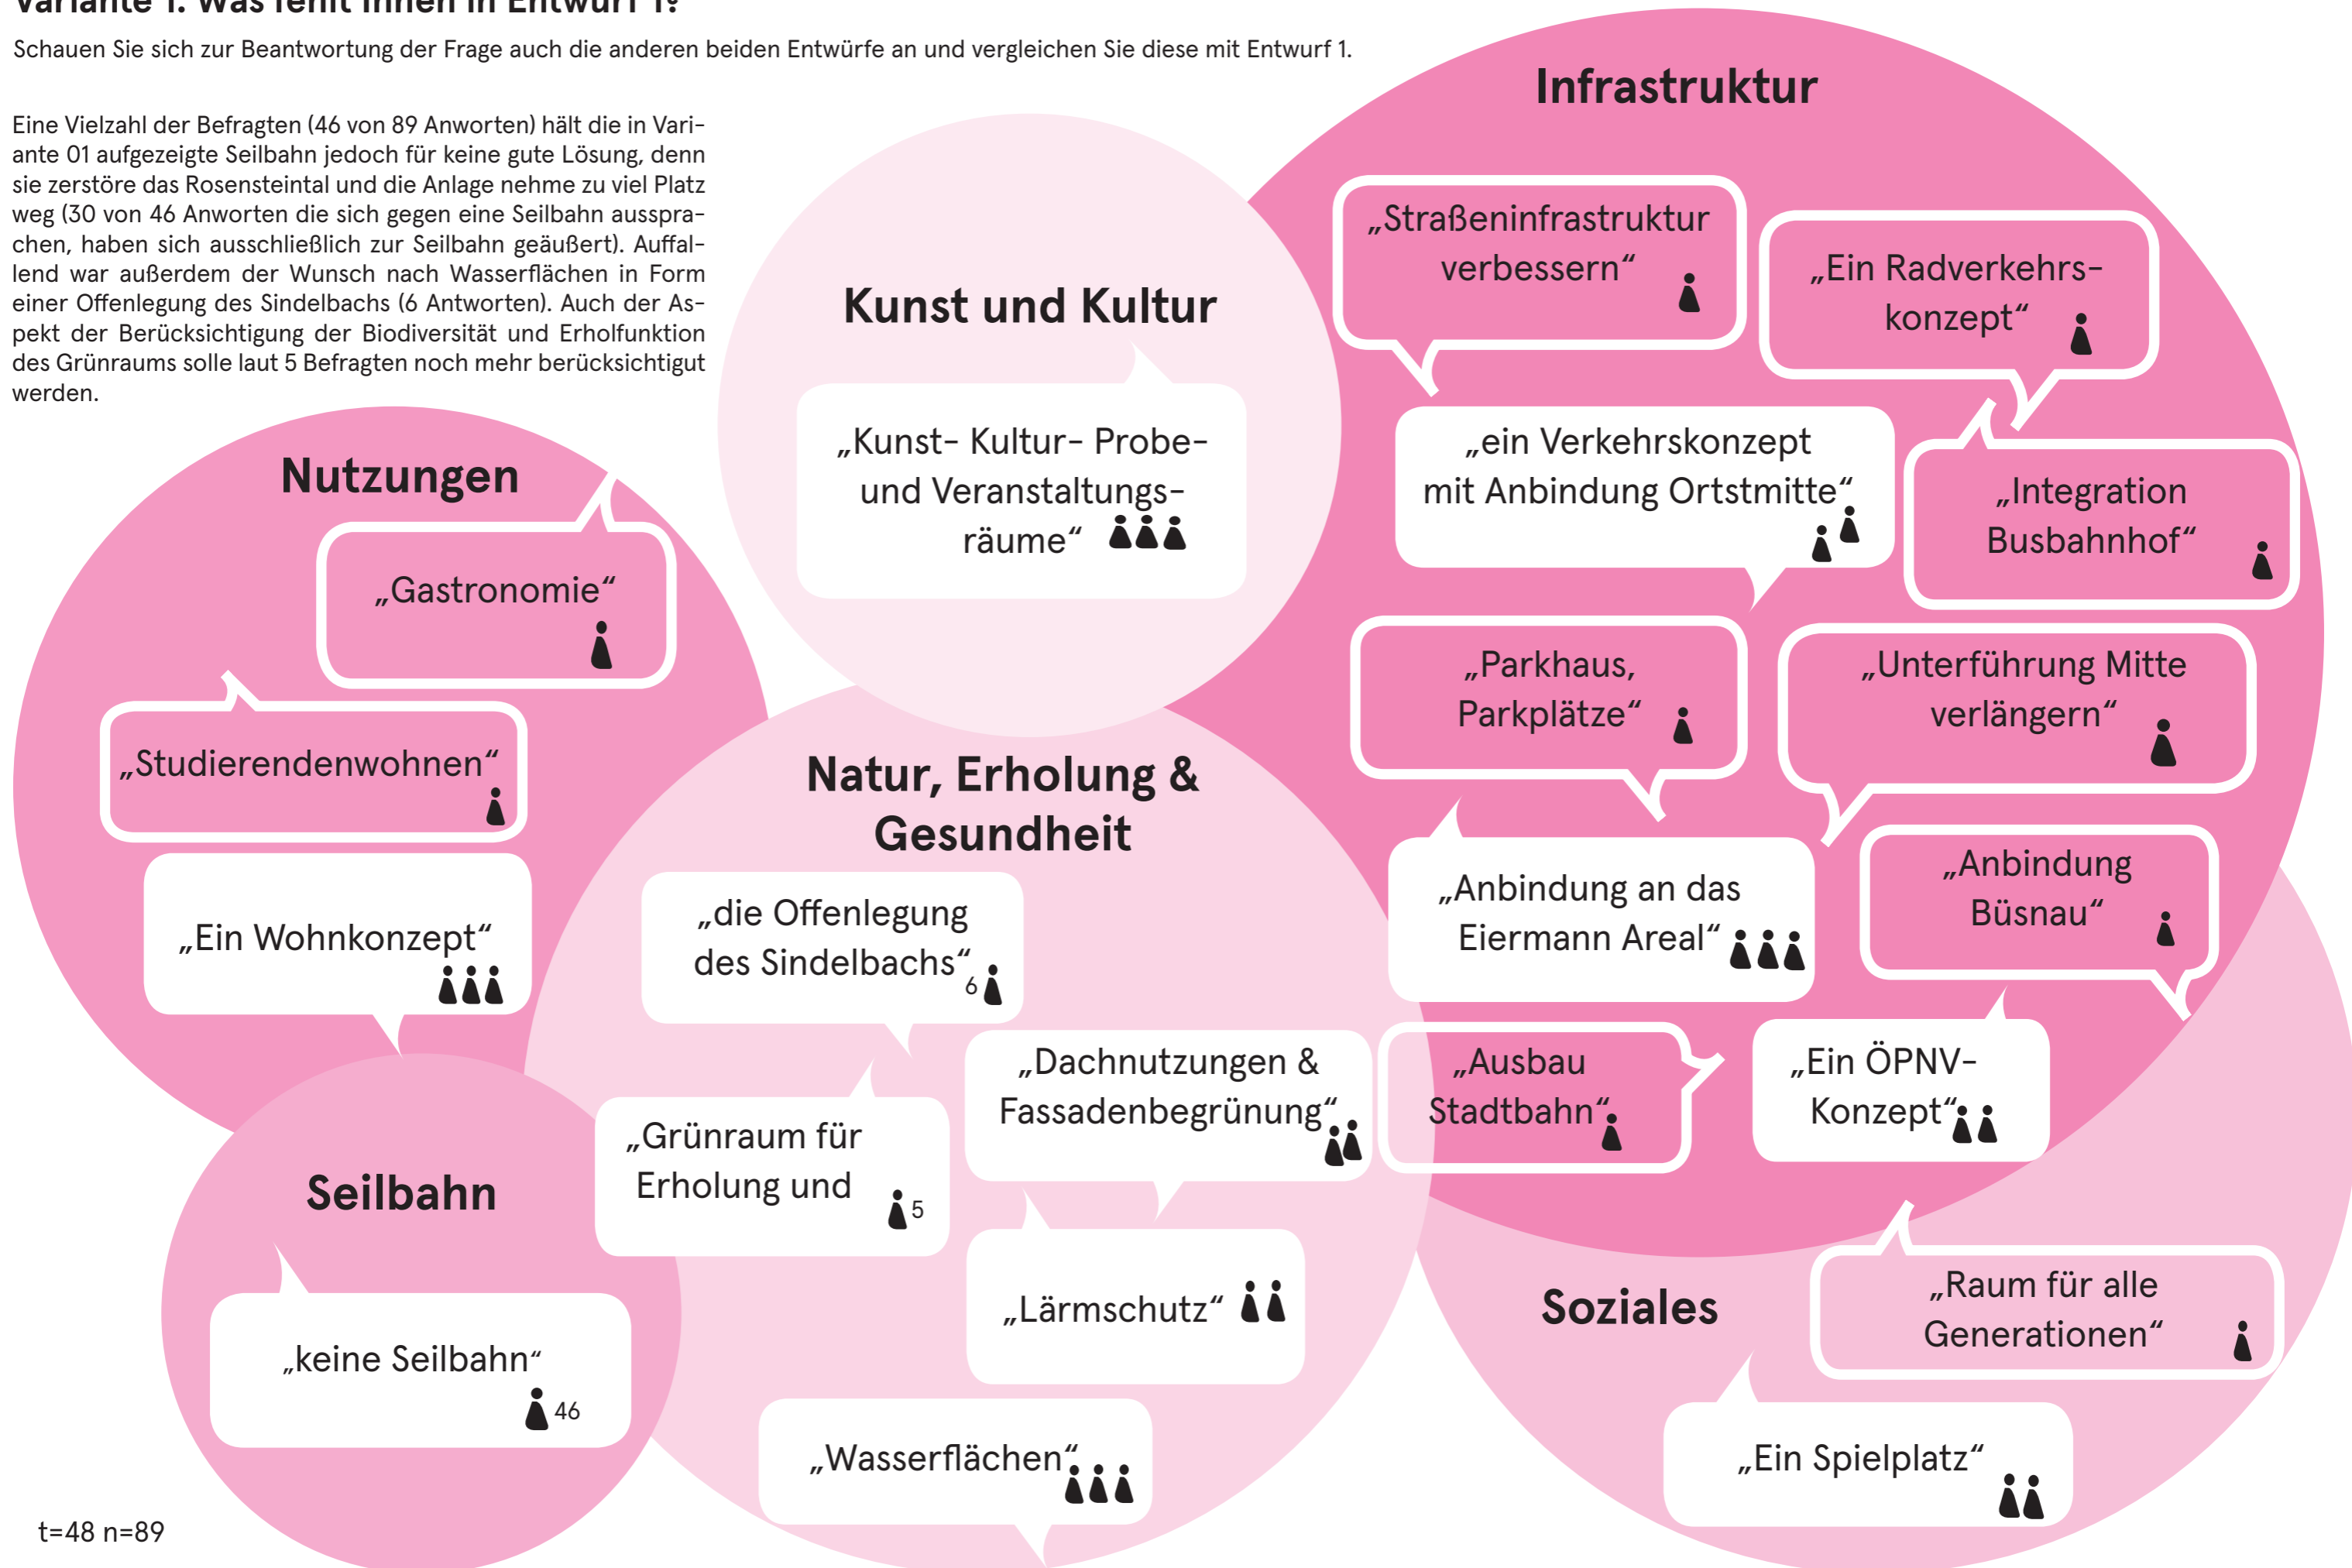 Variante 1: Was fehlt Ihnen in Entwurf 1?
Schauen Sie sich zur Beantwortung der Frage auch die anderen beiden Entwürfe an und vergleichen Sie diese mit Entwurf 1.
Eine Vielzahl der Befragten (46 von 89 Anworten) hält die in Vari-
ante 01 aufgezeigte Seilbahn jedoch für keine gute Lösung, denn
sie zerstöre das Rosensteintal und die Anlage nehme zu viel Platz
weg (30 von 46 Anworten die sich gegen eine Seilbahn ausspra-
chen, haben sich ausschließlich zur Seilbahn geäußert). Auffal-
lend war außerdem der Wunsch nach Wasserflächen in Form
einer Offenlegung des Sindelbachs (6 Antworten). Auch der As-
pekt der Berücksichtigung der Biodiversität und Erholfunktion
des Grünraums solle laut 5 Befragten noch mehr berücksichtigt
werden.
Nutzungen
„Gastronomie“
„Studierendenwohnen“
„Ein Wohnkonzept“
Kunst und Kultur
„Kunst- Kultur- Probe-
und Veranstaltungs-
räume“
Infrastruktur
„Straßeninfrastruktur
verbessern“
„Ein Radverkehrs-
konzept“
„ein Verkehrskonzept
mit Anbindung Ortstmitte“
„Integration
Busbahnhof“
„Parkhaus,
Parkplätze“
„Unterführung Mitte
verlängern“
„Anbindung an das
Eiermann Areal“
„Anbindung
Büsnau“
„Ausbau
Stadtbahn“
„Ein ÖPNV-
Konzept“
Natur, Erholung &
Gesundheit
„die Offenlegung
des Sindelbachs“
6
„Dachnutzungen &
Fassadenbegrünung“
„Grünraum für
Erholung und
5
„Lärmschutz“
„Wasserflächen“
Seilbahn
„keine Seilbahn“
46
Soziales
„Raum für alle
Generationen“
„Ein Spielplatz“
t=48 n=89